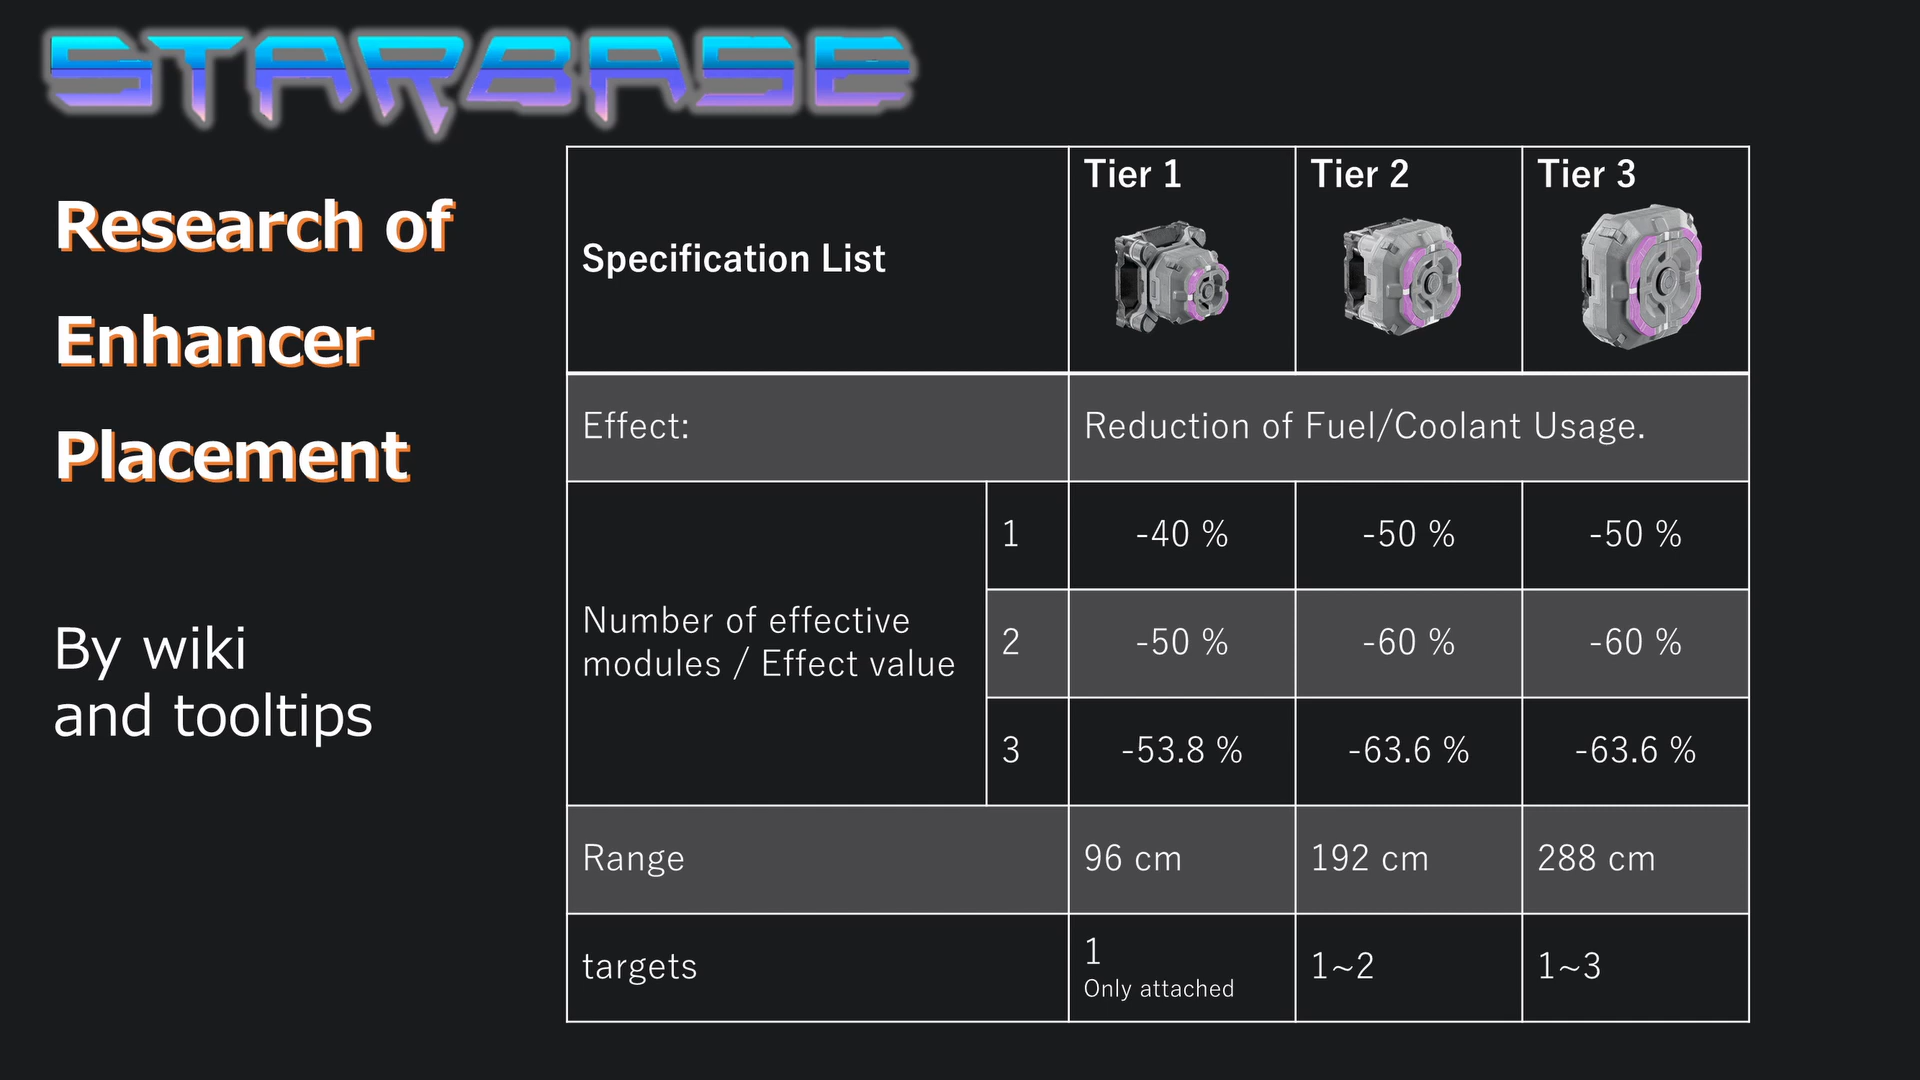 STARBASE
Research of
Enhancer
Placement
By wiki
and tooltips
Specification List
Tier 1
Tier 2
Tier 3
Effect:
Reduction of Fuel/Coolant Usage.
Number of effective
modules / Effect value
1
-40 %
-50 %
-50 %
2
-50 %
-60 %
-60 %
3
-53.8 %
-63.6 %
-63.6 %
Range
96 cm
192 cm
288 cm
targets
1
Only attached
1~2
1~3